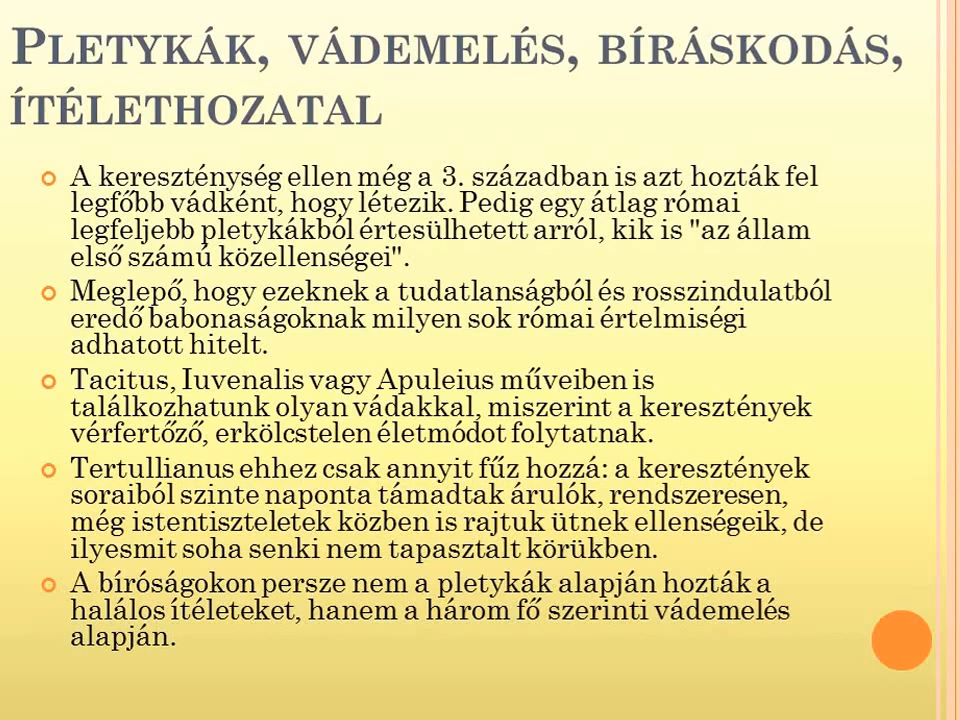 PLETYKÁK, VÁDEMELÉS, BÍRÁSKODÁS,
ÍTÉLETHOZATAL
A kereszténység ellen még a 3. században is azt hozták fel
legfőbb vádként, hogy létezik. Pedig egy átlag római
legfeljebb pletykákból értesülhetett arról, kik is "az állam
első számú közellenségei".
Meglepő, hogy ezeknek a tudatlanságból és rosszindulatból
eredő babonaságoknak milyen sok római értelmiségi
adhatott hitelt.
Tacitus, Iuvenalis vagy Apuleius műveiben is
találkozhatunk olyan vádakkal, miszerint a keresztények
vérfertőző, erkölcstelen életmódot folytatnak.
Tertullianus ehhez csak annyit fűz hozzá: a keresztények
soraiból szinte naponta támadtak árulók, rendszeresen,
még istentiszteletek közben is rajtuk ütnek ellenségeik, de
ilyesmit soha senki nem tapasztalt körükben.
A bíróságokon persze nem a pletykák alapján hozták a
halálos ítéleteket, hanem a három fő szerinti vádemelés
alapján.